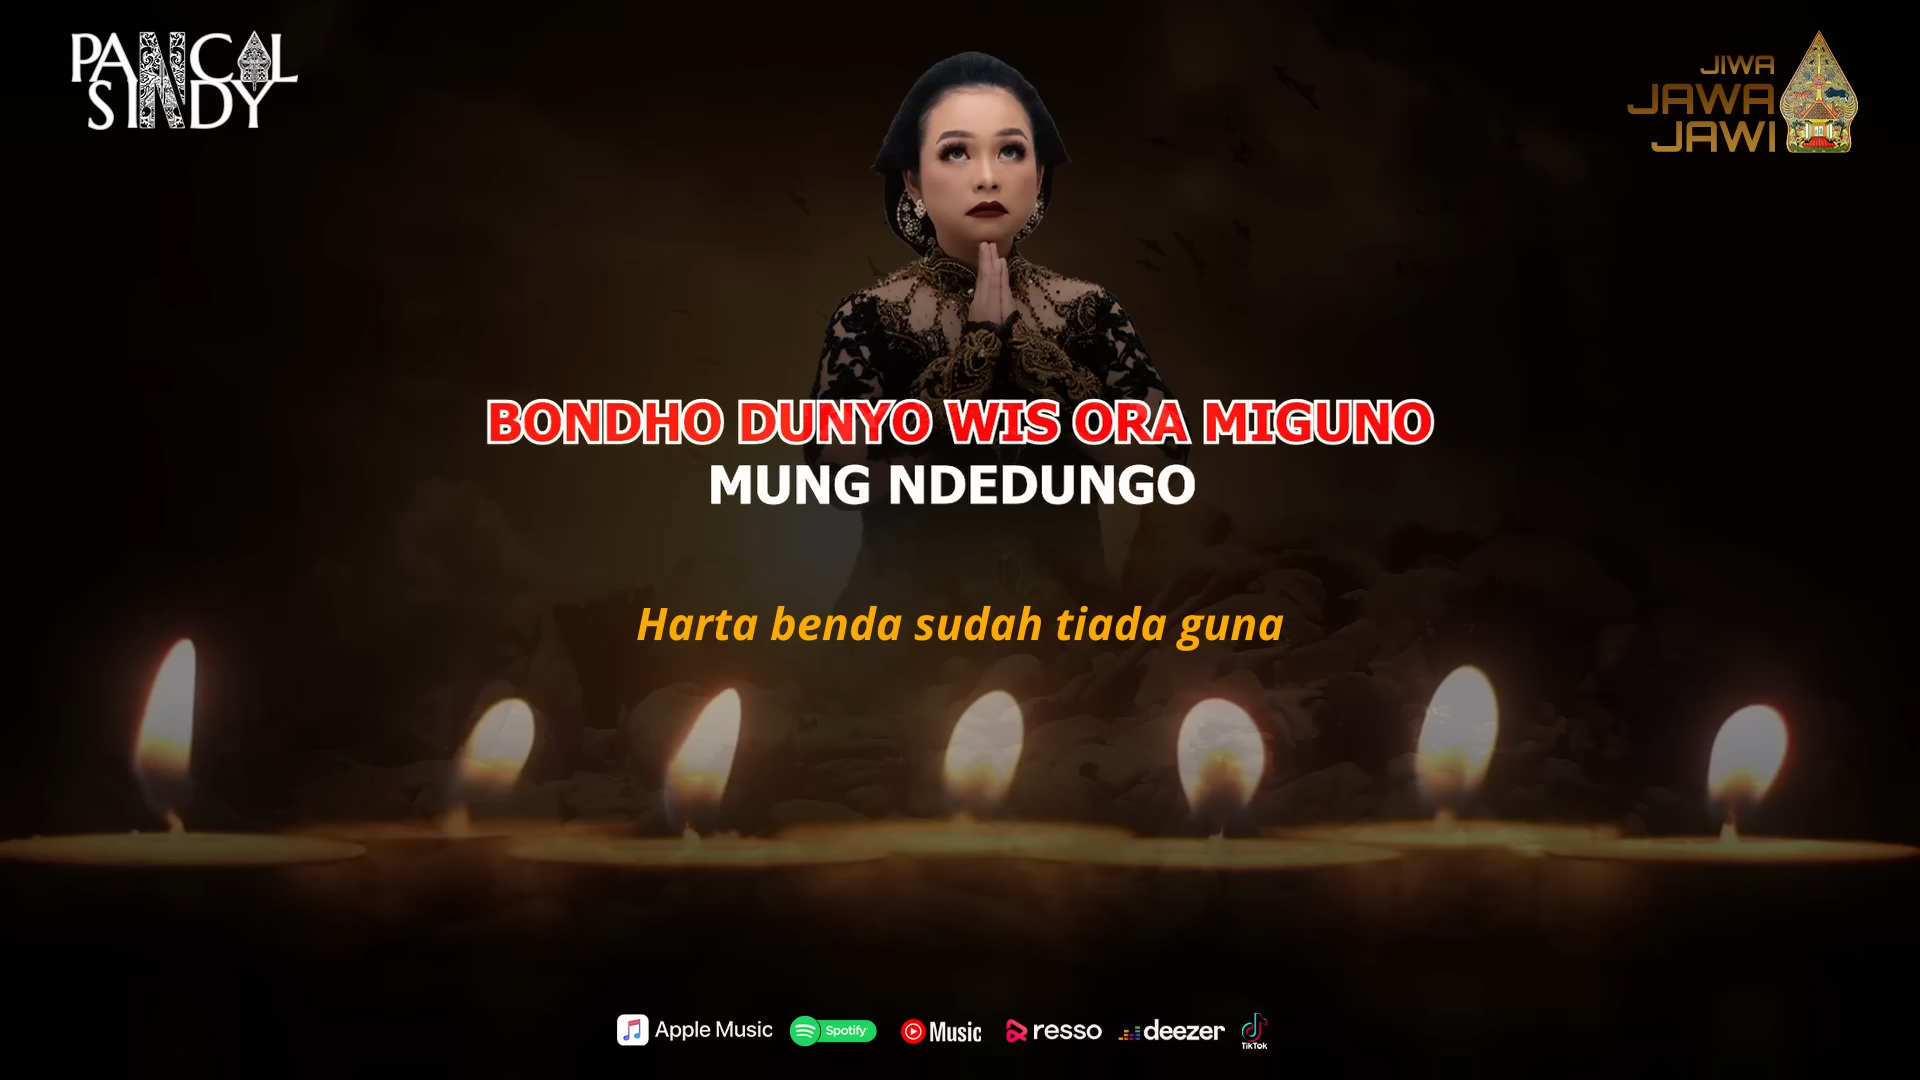 PANCAL
SINDY
JIWA
JAWA
JAWI
BONDHO DUNYO WIS ORA MIGUNO
MUNG NDEDUNGO
Harta benda sudah tiada guna
Apple Music
Spotify
Music
resso
deezer
TikTok